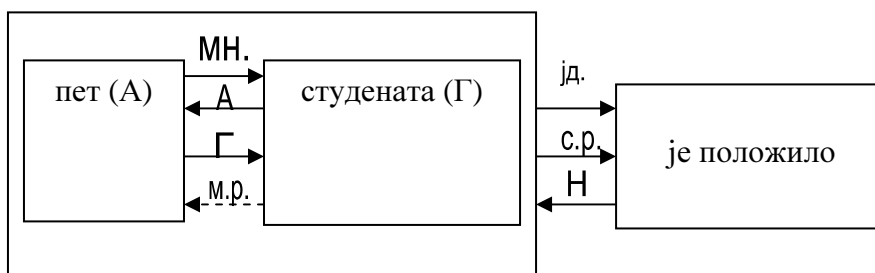 мн.
пет (А)
студената (Г)
А
Г
м.р.
јд.
с.р.
Н
је положило